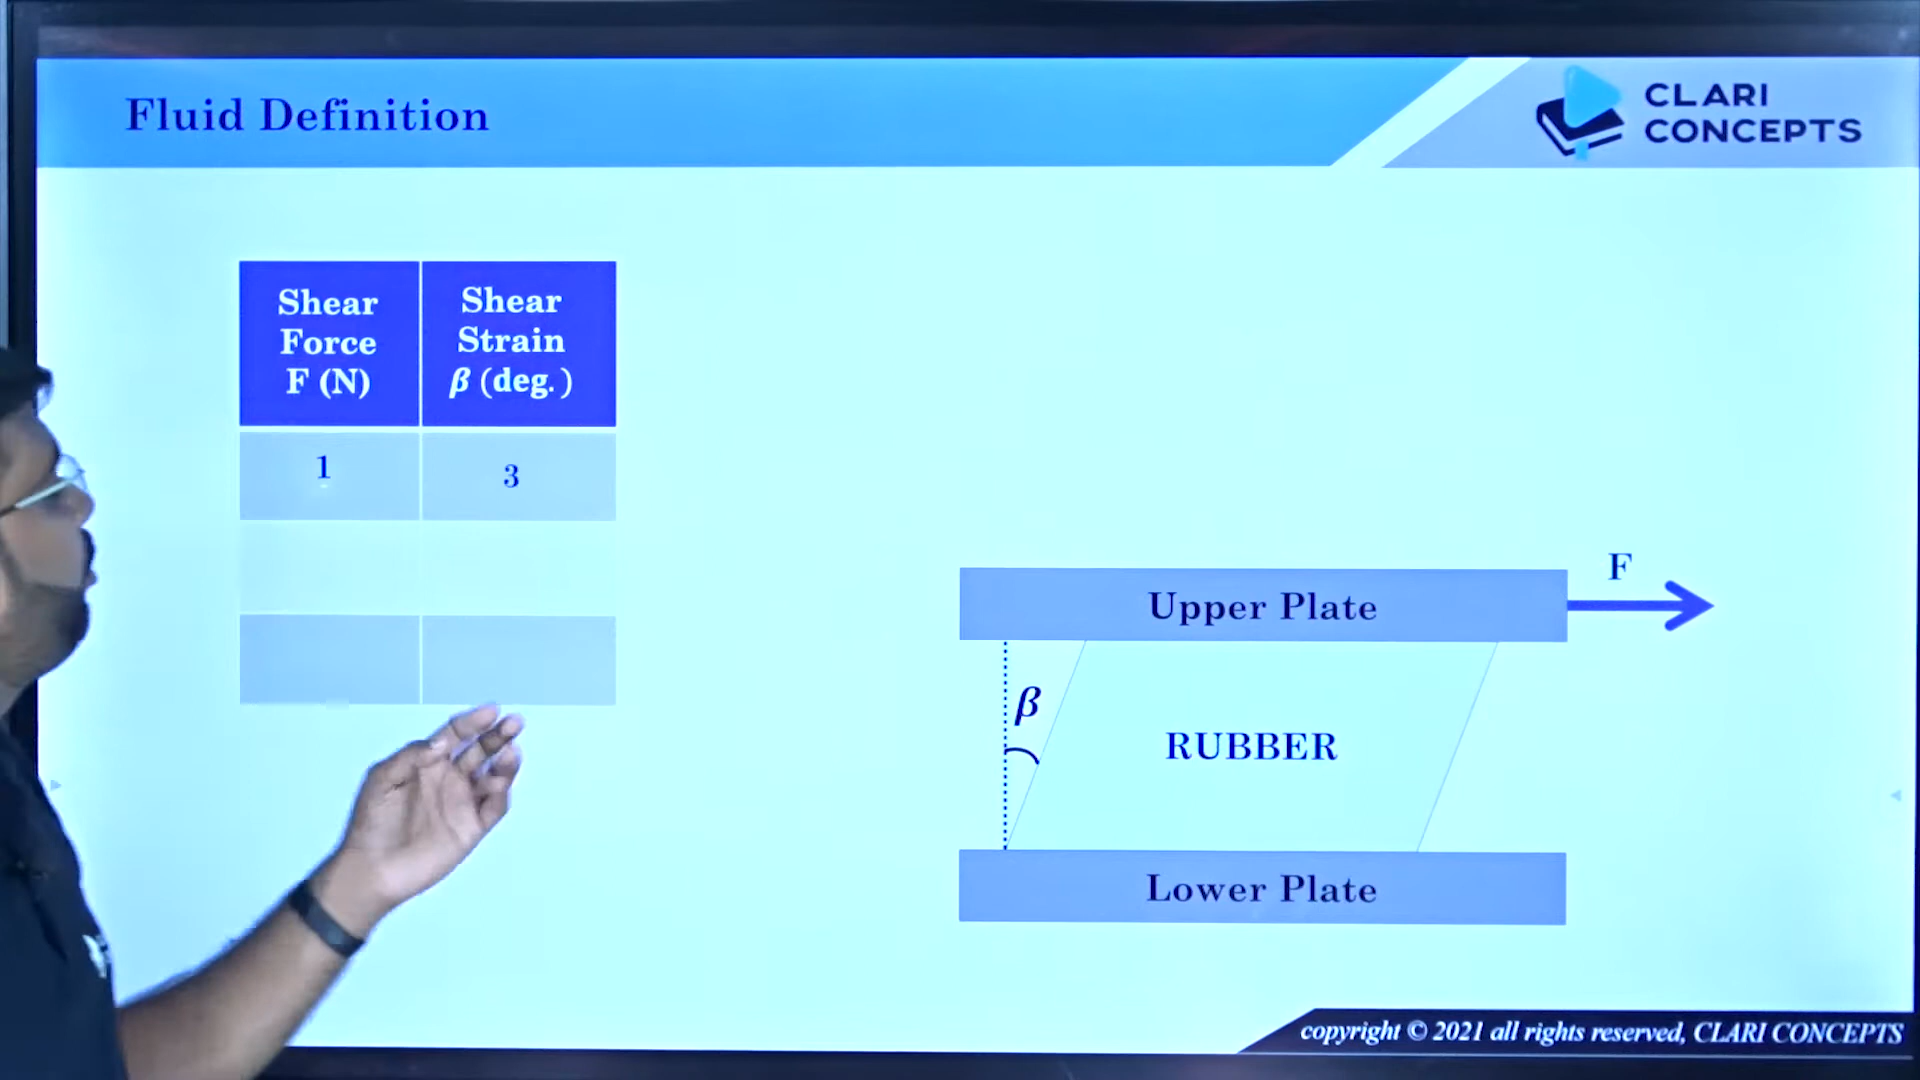 Fluid Definition
CLARI
CONCEPTS
Shear
Force
F (N)
Shear
Strain
β (deg.)
1
3
F
Upper Plate
β
RUBBER
Lower Plate
copyright © 2021 all rights reserved, CLARI CONCEPTS